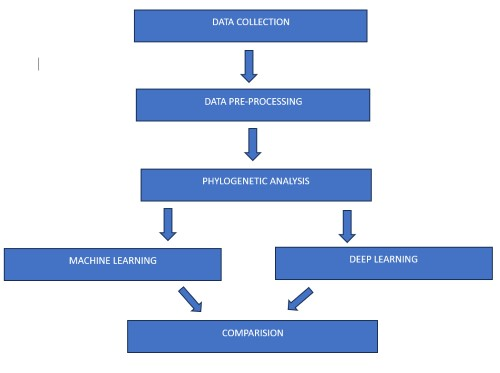 DATA COLLECTION
DATA PRE-PROCESSING
PHYLOGENETIC ANALYSIS
MACHINE LEARNING
DEEP LEARNING
COMPARISION